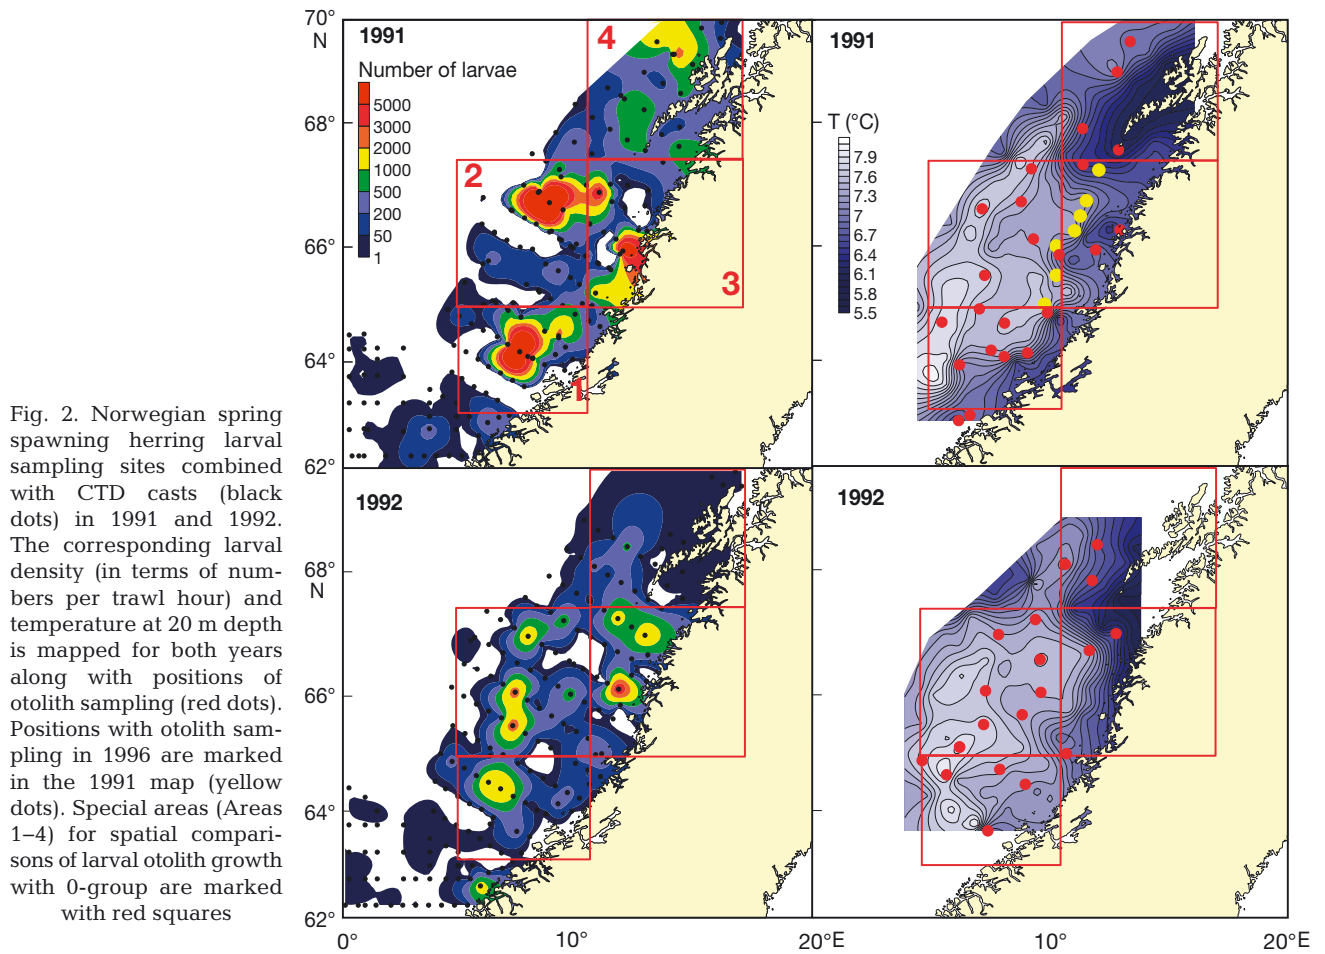 Fig. 2. Norwegian spring
spawning herring larval
sampling sites combined
with CTD casts (black
dots) in 1991 and 1992.
The corresponding larval
density (in terms of num-
bers per trawl hour) and
temperature at 20 m depth
is mapped for both years
along with positions of
otolith sampling (red dots).
Positions with otolith sam-
pling in 1996 are marked
in the 1991 map (yellow
dots). Special areas (Areas
1–4) for spatial compari-
sons of larval otolith growth
with 0-group are marked
with red squares
70°
N
68°
66°
64°
62°
1991
Number of larvae
5000
3000
2000
1000
500
200
50
1
4
2
3
1
1991
T (°C)
7.9
7.6
7.3
7
6.7
6.4
6.1
5.8
5.5
1992
68°
N
66°
64°
62°
1992
0°
10°
20°E
10°
20°E